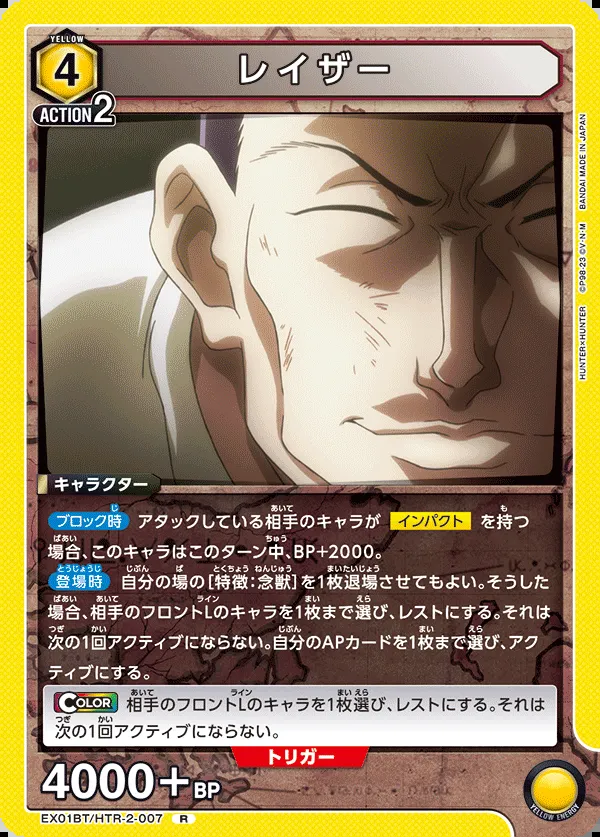 YELLOW
4
レイザー
ACTION 2
BANDAI MADE IN JAPAN
©P98-23 ©V·N·M
HUNTER×HUNTER
キャラクター
ブロック時 アタックしている相手のキャラが インパクト を持つ
場合、このキャラはこのターン中、BP+2000。
登場時 自分の場の[特徴:念獣]を1枚退場させてもよい。そうした
場合、相手のフロントLのキャラを1枚まで選び、レストにする。それは
次の1回アクティブにならない。自分のAPカードを1枚まで選び、アク
ティブにする。
COLOR 相手のフロントLのキャラを1枚選び、レストにする。それは
次の1回アクティブにならない。
トリガー
4000+BP
YELLOW ENERGY
EX01BT/HTR-2-007 R